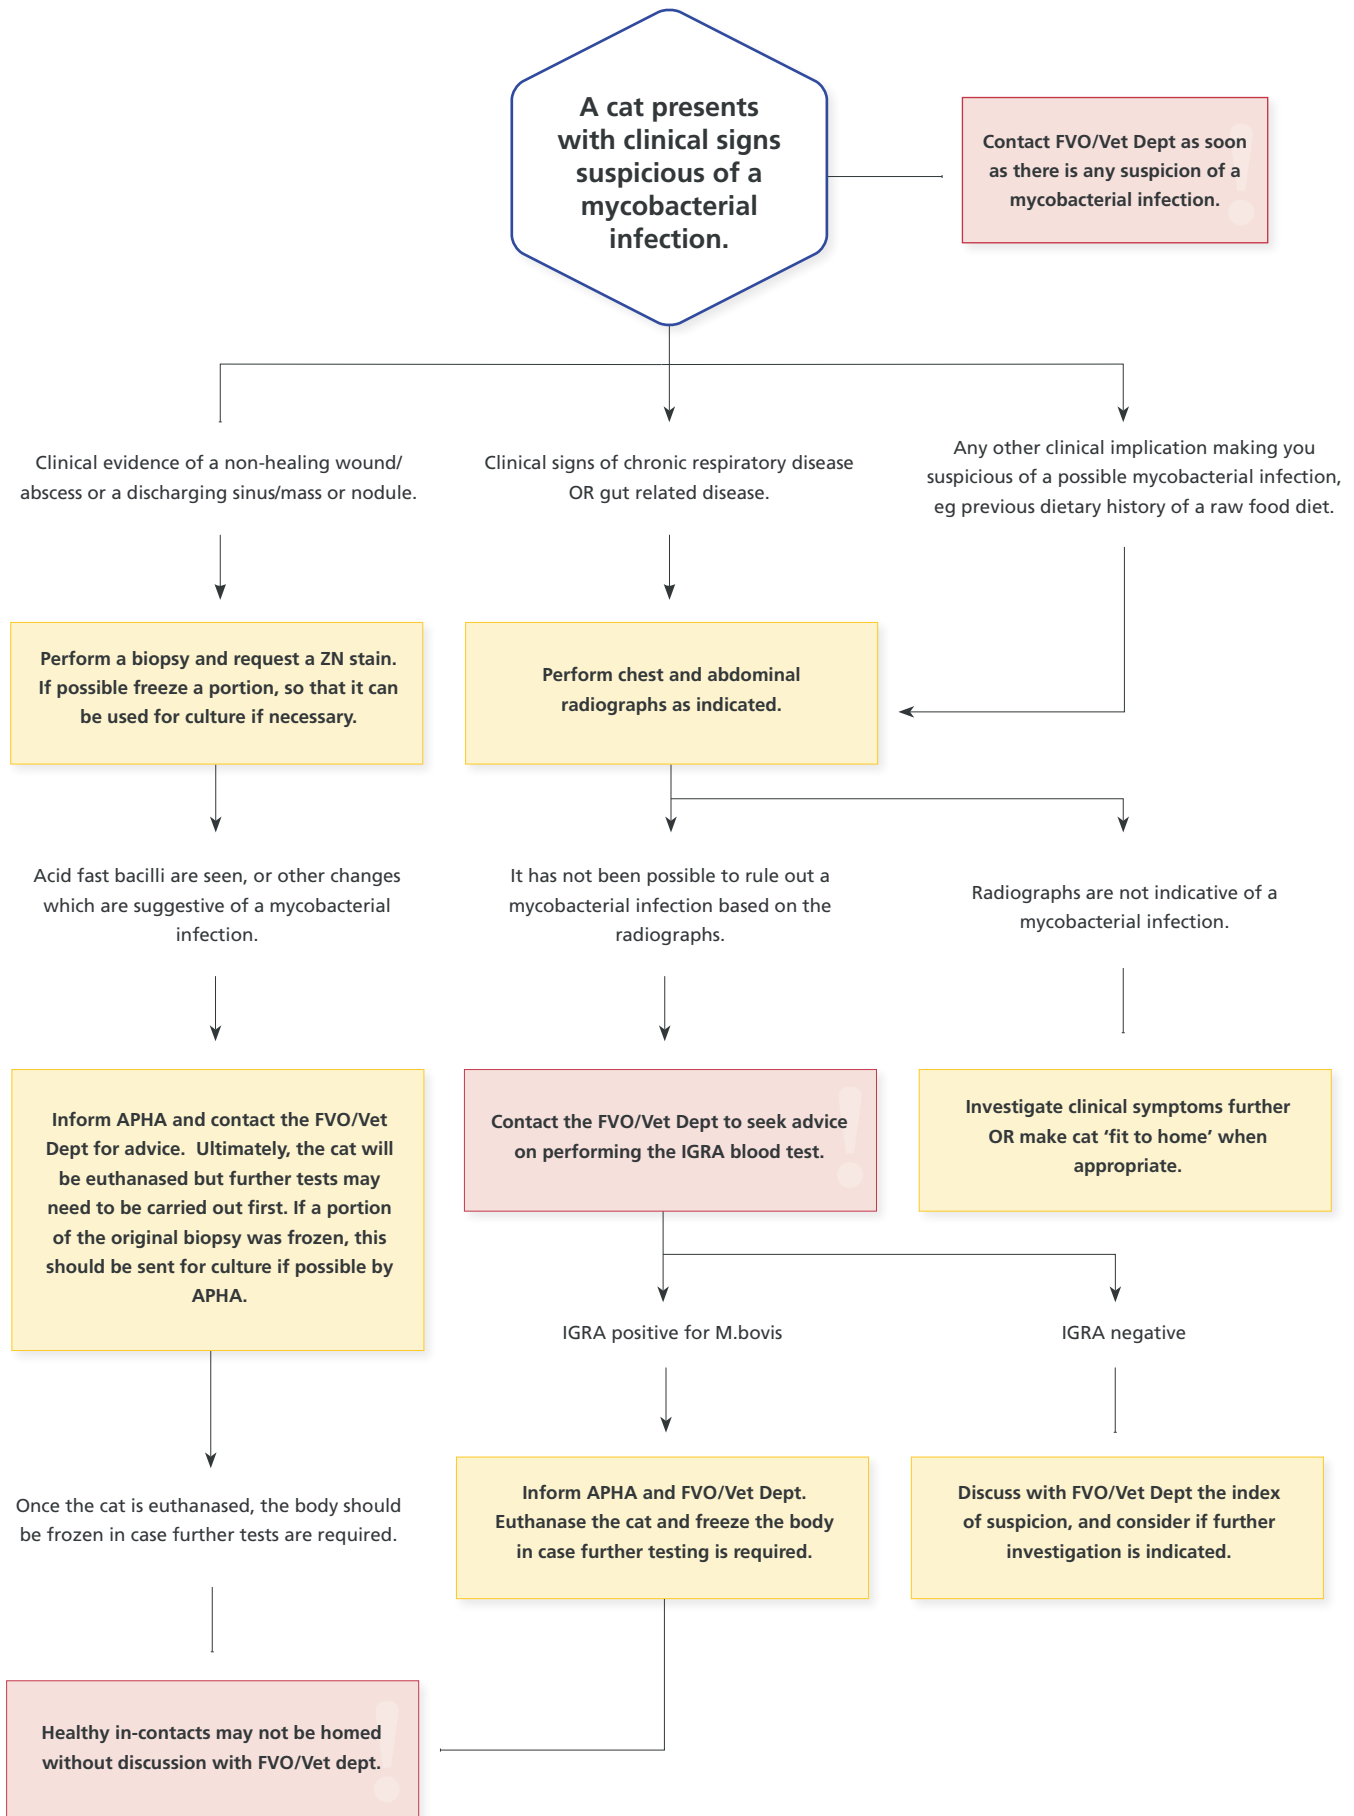 A cat presents
with clinical signs
suspicious of a
mycobacterial
infection.
Contact FVO/Vet Dept as soon
as there is any suspicion of a
mycobacterial infection.
Clinical evidence of a non-healing wound/
abscess or a discharging sinus/mass or nodule.
Clinical signs of chronic respiratory disease
OR gut related disease.
Any other clinical implication making you
suspicious of a possible mycobacterial infection,
eg previous dietary history of a raw food diet.
Perform a biopsy and request a ZN stain.
If possible freeze a portion, so that it can
be used for culture if necessary.
Perform chest and abdominal
radiographs as indicated.
Acid fast bacilli are seen, or other changes
which are suggestive of a mycobacterial
infection.
It has not been possible to rule out a
mycobacterial infection based on the
radiographs.
Radiographs are not indicative of a
mycobacterial infection.
Inform APHA and contact the FVO/Vet
Dept for advice.  Ultimately, the cat will
be euthanased but further tests may
need to be carried out first. If a portion
of the original biopsy was frozen, this
should be sent for culture if possible by
APHA.
Contact the FVO/Vet Dept to seek advice
on performing the IGRA blood test.
Investigate clinical symptoms further
OR make cat ‘fit to home’ when
appropriate.
IGRA positive for M.bovis
IGRA negative
Once the cat is euthanased, the body should
be frozen in case further tests are required.
Inform APHA and FVO/Vet Dept.
Euthanase the cat and freeze the body
in case further testing is required.
Discuss with FVO/Vet Dept the index
of suspicion, and consider if further
investigation is indicated.
Healthy in-contacts may not be homed
without discussion with FVO/Vet dept.